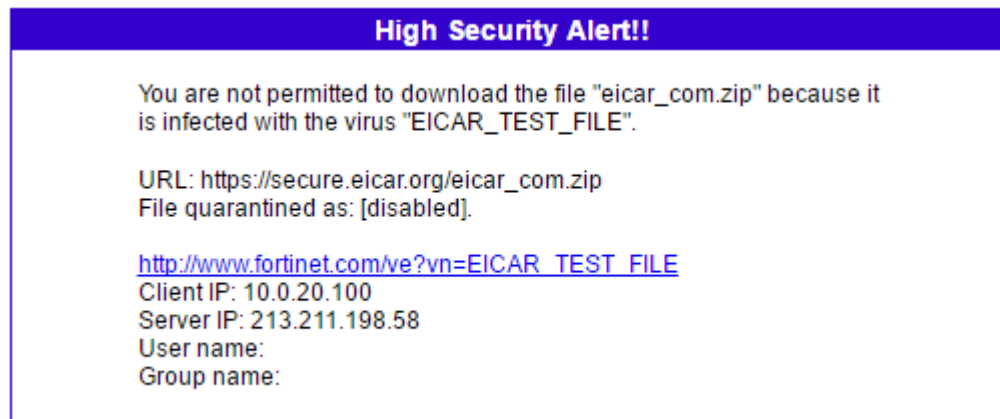 High Security Alert!!
You are not permitted to download the file "eicar_com.zip" because it
is infected with the virus "EICAR_TEST_FILE".
URL: https://secure.eicar.org/eicar_com.zip
File quarantined as: [disabled].
http://www.fortinet.com/ve?vn=EICAR_TEST_FILE
Client IP: 10.0.20.100
Server IP: 213.211.198.58
User name:
Group name: